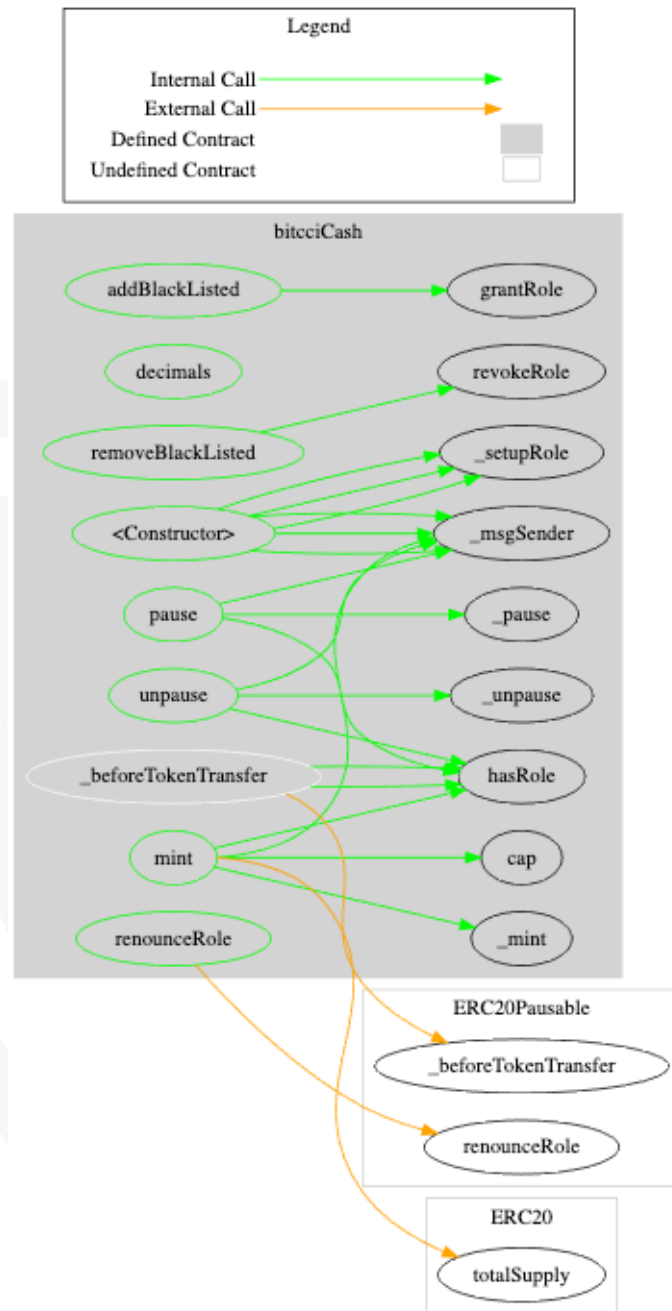 Legend
Internal Call
External Call
Defined Contract
Undefined Contract
bitcciCash
addBlackListed grantRole
decimals revokeRole
removeBlackListed _setupRole
<Constructor> _msgSender
pause _pause
unpause _unpause
_beforeTokenTransfer hasRole
mint cap
renounceRole _mint
ERC20Pausable
_beforeTokenTransfer
renounceRole
ERC20
totalSupply